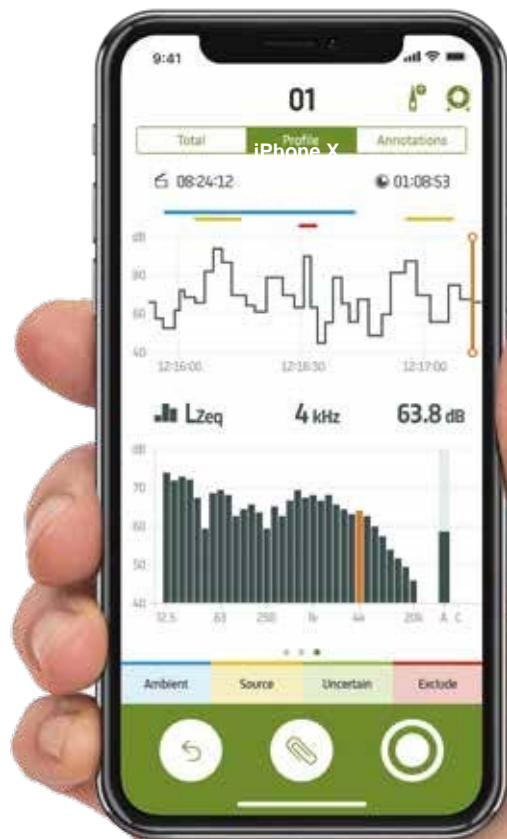 9:41
01
Total Profile Annotations
iPhone X
08:24:12 01:08:53
dB
80
60
40
12:16:00 12:16:30 12:17:00
LZeq 4 kHz 63.8 dB
dB
70
60
50
40
32.5 63 250 1k 4k 20k A C
Ambient Source Uncertain Exclude